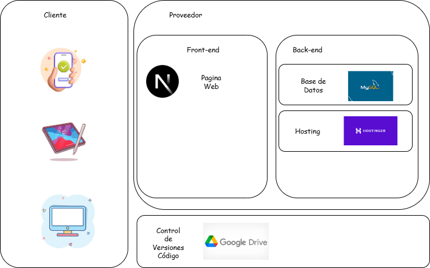 Cliente
Proveedor
Front-end
Pagina
Web
N
Back-end
Base de
Datos
MySQL
Hosting
HOSTINGER
Control
de
Versiones
Código
Google Drive